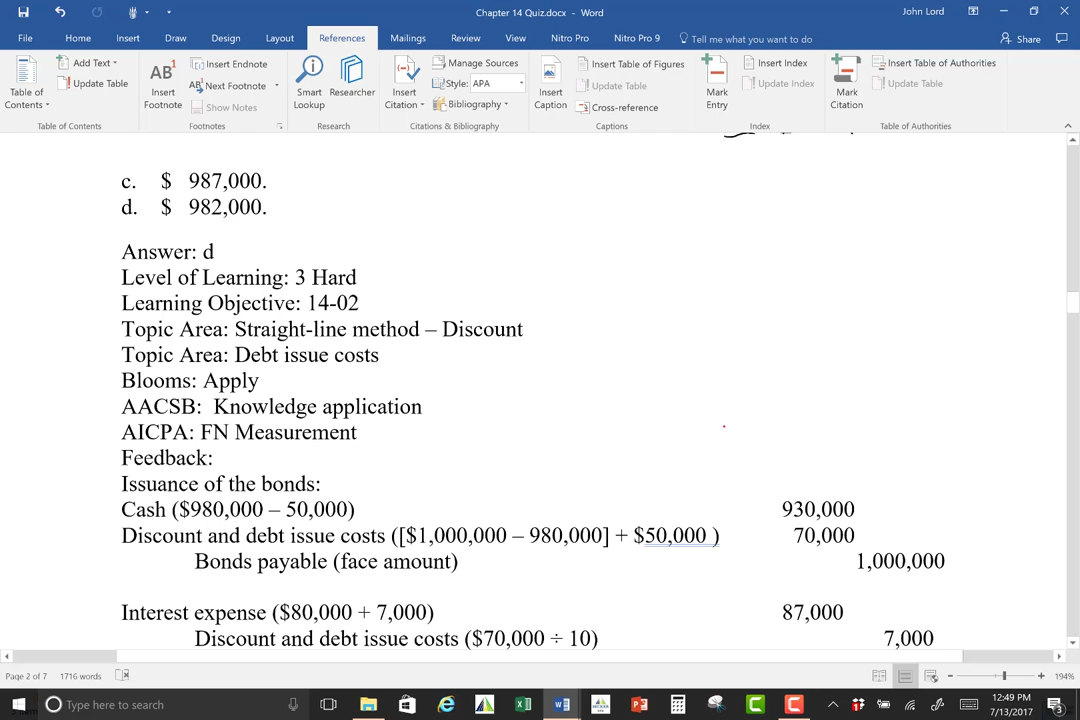 Chapter 14 Quiz.docx - Word
John Lord
File Home Insert Draw Design Layout References Mailings Review View Nitro Pro Nitro Pro 9 Tell me what you want to do
Share
Table of Contents
Add Text
Update Table
Table of Contents
AB1
Insert Footnote
Insert Endnote
Next Footnote
Show Notes
Footnotes
Smart Lookup
Researcher
Research
Insert Citation
Manage Sources
Style: APA
Bibliography
Citations & Bibliography
Insert Caption
Insert Table of Figures
Update Table
Cross-reference
Captions
Mark Entry
Insert Index
Update Index
Index
Mark Citation
Insert Table of Authorities
Update Table
Table of Authorities
c. $ 987,000.
d. $ 982,000.
Answer: d
Level of Learning: 3 Hard
Learning Objective: 14-02
Topic Area: Straight-line method – Discount
Topic Area: Debt issue costs
Blooms: Apply
AACSB: Knowledge application
AICPA: FN Measurement
Feedback:
Issuance of the bonds:
Cash ($980,000 – 50,000) 930,000
Discount and debt issue costs ([$1,000,000 – 980,000] + $50,000 ) 70,000
Bonds payable (face amount) 1,000,000
Interest expense ($80,000 + 7,000) 87,000
Discount and debt issue costs ($70,000 ÷ 10) 7,000
Page 2 of 7 1716 words
194%
Type here to search
12:49 PM
7/13/2017
3